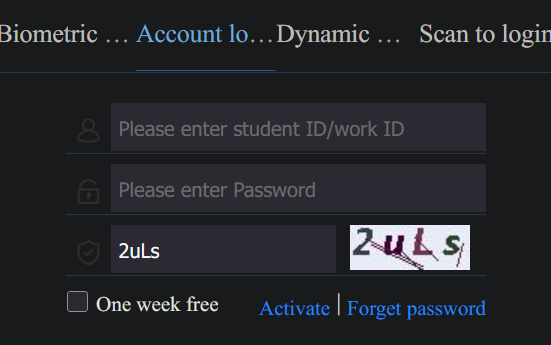 Biometric … Account lo… Dynamic … Scan to login
Please enter student ID/work ID
Please enter Password
2uLs 2uLs
One week free Activate | Forget password